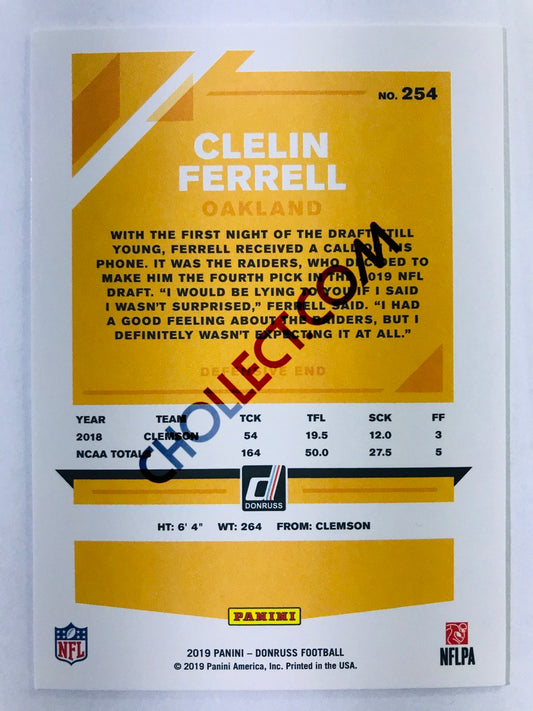 NO. 254
CLELIN
FERRELL
OAKLAND
WITH THE FIRST NIGHT OF THE DRAFT STILL
YOUNG, FERRELL RECEIVED A CALL ON HIS
PHONE. IT WAS THE RAIDERS, WHO DECIDED TO
MAKE HIM THE FOURTH PICK IN THE 2019 NFL
DRAFT. “I WOULD BE LYING TO YOU IF I SAID
I WASN'T SURPRISED,” FERRELL SAID. “I HAD
A GOOD FEELING ABOUT THE RAIDERS, BUT I
DEFINITELY WASN'T EXPECTING IT AT ALL.”
DEFENSIVE END
CHOLLECT.COM
YEAR TEAM TCK TFL SCK FF
2018 CLEMSON 54 19.5 12.0 3
NCAA TOTALS 164 50.0 27.5 5
DONRUSS
HT: 6' 4" WT: 264 FROM: CLEMSON
PANINI
NFL
NFLPA
2019 PANINI – DONRUSS FOOTBALL
© 2019 Panini America, Inc. Printed in the USA.